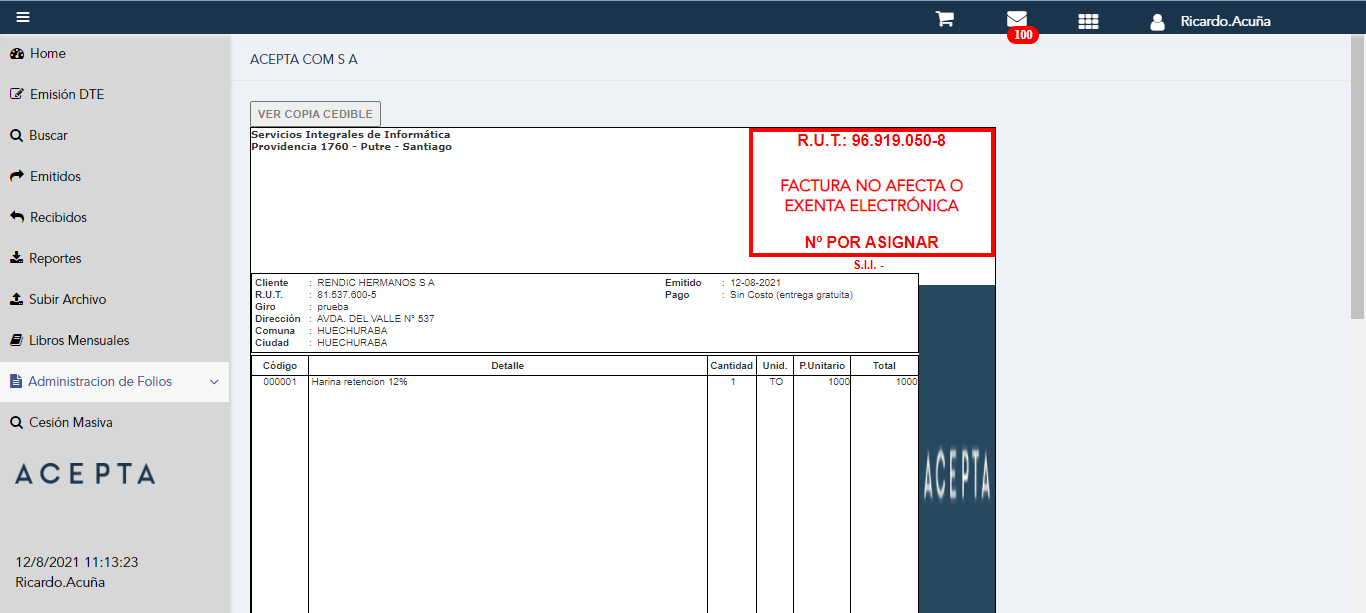 Ricardo.Acuña
100
Home
Emisión DTE
Buscar
Emitidos
Recibidos
Reportes
Subir Archivo
Libros Mensuales
Administracion de Folios
Cesión Masiva
ACEPTA
12/8/2021 11:13:23
Ricardo.Acuña
ACEPTA COM S A
VER COPIA CEDIBLE
Servicios Integrales de Informática
Providencia 1760 - Putre - Santiago
R.U.T.: 96.919.050-8
FACTURA NO AFECTA O
EXENTA ELECTRÓNICA
Nº POR ASIGNAR
S.I.I. -
Cliente : RENDIC HERMANOS S A Emitido : 12-08-2021
R.U.T. : 81.537.600-5 Pago : Sin Costo (entrega gratuita)
Giro : prueba
Dirección : AVDA. DEL VALLE N° 537
Comuna : HUECHURABA
Ciudad : HUECHURABA
Código Detalle Cantidad Unid. P.Unitario Total
000001 Harina retencion 12% 1 TO 1000 1000
ACEPTA